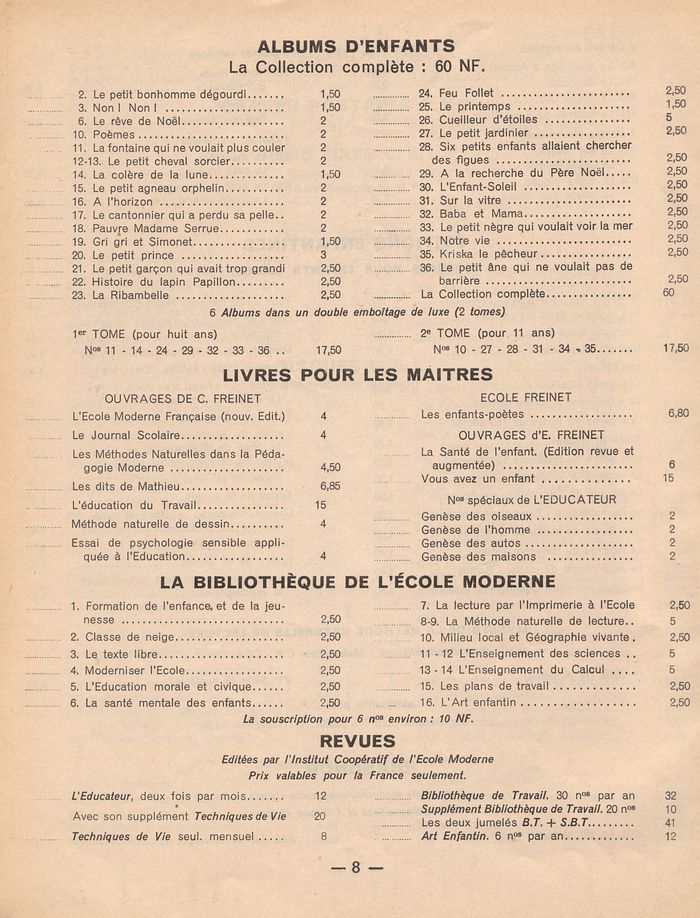 ALBUMS D'ENFANTS
La Collection complète : 60 NF.
2. Le petit bonhomme dégourdi....... 1,50
3. Non ! Non ! .................. 1,50
6. Le rêve de Noël............... 2
10. Poèmes ...................... 2
11. La fontaine qui ne voulait plus couler 2
12-13. Le petit cheval sorcier......... 2
14. La colère de la lune............. 1,50
15. Le petit agneau orphelin......... 2
16. A l'horizon .................. 2
17. Le cantonnier qui a perdu sa pelle.. 2
18. Pauvre Madame Serrue........... 2
19. Gri gri et Simonet.............. 1,50
20. Le petit prince ............... 3
21. Le petit garçon qui avait trop grandi 2,50
22. Histoire du lapin Papillon......... 2,50
23. La Ribambelle ................ 2,50
24. Feu Follet .................. 2,50
25. Le printemps ................ 1,50
26. Cueilleur d'étoiles ............. 5
27. Le petit jardinier .............. 2,50
28. Six petits enfants allaient chercher
des figues ...................... 2,50
29. A la recherche du Père Noël..... 2,50
30. L'Enfant-Soleil ................ 2,50
31. Sur la vitre .................. 2,50
32. Baba et Mama................. 2,50
33. Le petit nègre qui voulait voir la mer 2,50
34. Notre vie ................... 2,50
35. Kriska le pêcheur.............. 2,50
36. Le petit âne qui ne voulait pas de
barrière ........................ 2,50
La Collection complète............. 60
6 Albums dans un double emboîtage de luxe (2 tomes)
1er TOME (pour huit ans)
Nos 11 - 14 - 24 - 29 - 32 - 33 - 36 .. 17,50
2e TOME (pour 11 ans)
Nos 10 - 27 - 28 - 31 - 34 - 35....... 17,50
LIVRES POUR LES MAITRES
OUVRAGES DE C. FREINET
L'Ecole Moderne Française (nouv. Edit.) 4
Le Journal Scolaire................. 4
Les Méthodes Naturelles dans la Péda-
gogie Moderne .................. 4,50
Les dits de Mathieu................. 6,85
L'éducation du Travail.............. 15
Méthode naturelle de dessin......... 4
Essai de psychologie sensible appli-
quée à l'Education................ 4
ECOLE FREINET
Les enfants-poètes ................. 6,80
OUVRAGES d'E. FREINET
La Santé de l'enfant. (Edition revue et
augmentée) ..................... 6
Vous avez un enfant ................ 15
Nos spéciaux de L'EDUCATEUR
Genèse des oiseaux ................ 2
Genèse de l'homme ................ 2
Genèse des autos .................. 2
Genèse des maisons ................ 2
LA BIBLIOTHÈQUE DE L'ÉCOLE MODERNE
1. Formation de l'enfance, et de la jeu-
nesse .......................... 2,50
2. Classe de neige................. 2,50
3. Le texte libre................... 2,50
4. Moderniser l'Ecole............... 2,50
5. L'Education morale et civique...... 2,50
6. La santé mentale des enfants...... 2,50
7. La lecture par l'Imprimerie à l'Ecole 2,50
8-9. La Méthode naturelle de lecture.. 5
10. Milieu local et Géographie vivante. 2,50
11 - 12 L'Enseignement des sciences .. 5
13 - 14 L'Enseignement du Calcul .... 5
15. Les plans de travail ............. 2,50
16. L'Art enfantin .................. 2,50
La souscription pour 6 nos environ : 10 NF.
REVUES
Editées par l'Institut Coopératif de l'Ecole Moderne
Prix valables pour la France seulement.
L'Educateur, deux fois par mois....... 12
Avec son supplément Techniques de Vie 20
Techniques de Vie seul. mensuel ..... 8
Bibliothèque de Travail. 30 nos par an 32
Supplément Bibliothèque de Travail. 20 nos 10
Les deux jumelés B.T. + S.B.T......... 41
Art Enfantin. 6 nos par an............ 12
— 8 —